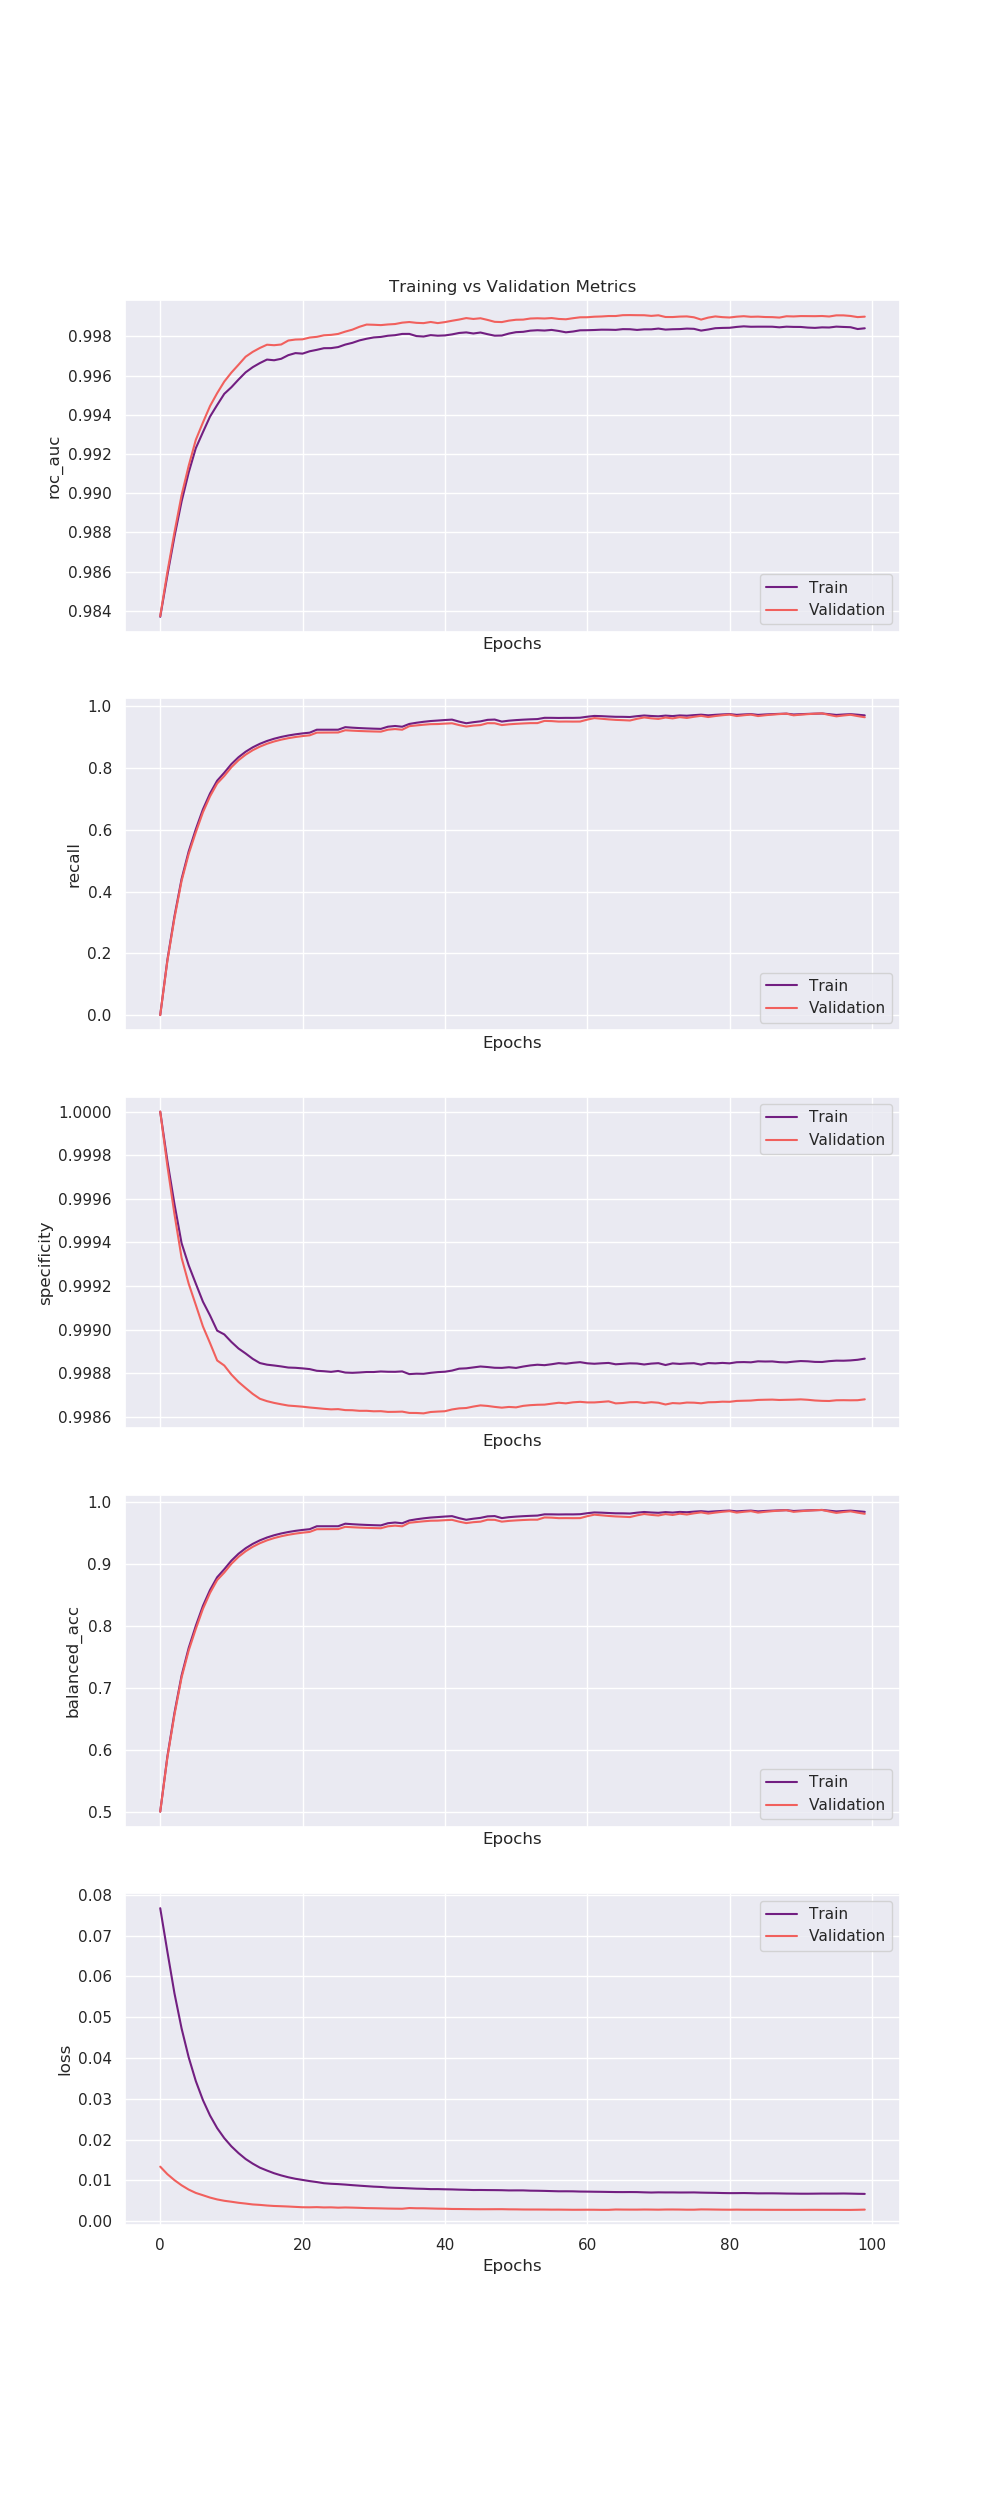 Training vs Validation Metrics
0.998
0.996
0.994
0.992
0.990
0.988
0.986
0.984
roc_auc
Train
Validation
Epochs
1.0
0.8
0.6
0.4
0.2
0.0
recall
Train
Validation
Epochs
1.0000
0.9998
0.9996
0.9994
0.9992
0.9990
0.9988
0.9986
specificity
Train
Validation
Epochs
1.0
0.9
0.8
0.7
0.6
0.5
balanced_acc
Train
Validation
Epochs
0.08
0.07
0.06
0.05
0.04
0.03
0.02
0.01
0.00
loss
Train
Validation
0 20 40 60 80 100
Epochs